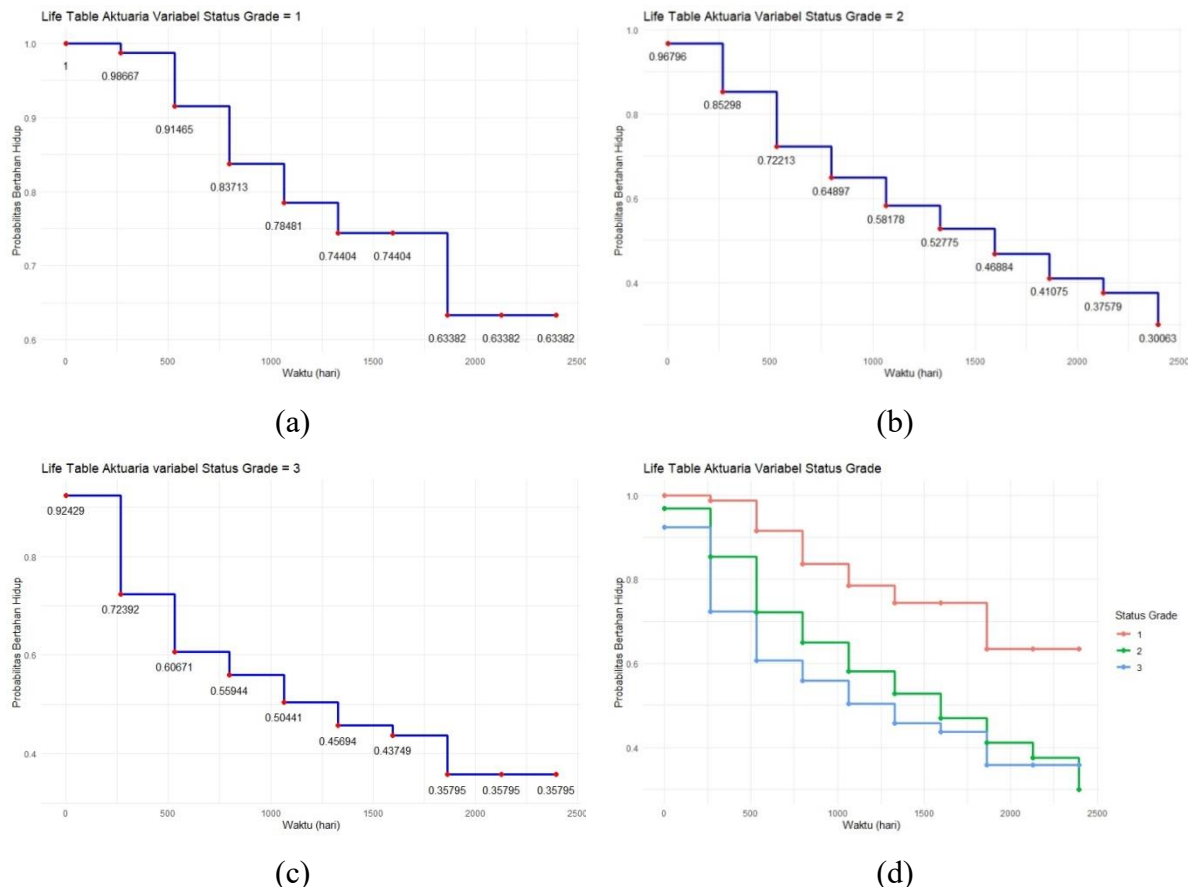 Life Table Aktuaria Variabel Status Grade = 1
Probabilitas Bertahan Hidup
1.0
0.9
0.8
0.7
0.6
1
0.98667
0.91465
0.83713
0.78481
0.74404
0.74404
0.63382
0.63382
0.63382
0 500 1000 1500 2000 2500
Waktu (hari)
(a)
Life Table Aktuaria Variabel Status Grade = 2
Probabilitas Bertahan Hidup
1.0
0.8
0.6
0.4
0.96796
0.85298
0.72213
0.64897
0.58178
0.52775
0.46884
0.41075
0.37579
0.30063
0 500 1000 1500 2000 2500
Waktu (hari)
(b)
Life Table Aktuaria variabel Status Grade = 3
Probabilitas Bertahan Hidup
0.8
0.6
0.4
0.92429
0.72392
0.60671
0.55944
0.50441
0.45694
0.43749
0.35795
0.35795
0.35795
0 500 1000 1500 2000 2500
Waktu (hari)
(c)
Life Table Aktuaria Variabel Status Grade
Probabilitas Bertahan Hidup
1.0
0.8
0.6
0.4
0 500 1000 1500 2000 2500
Waktu (hari)
Status Grade
1
2
3
(d)